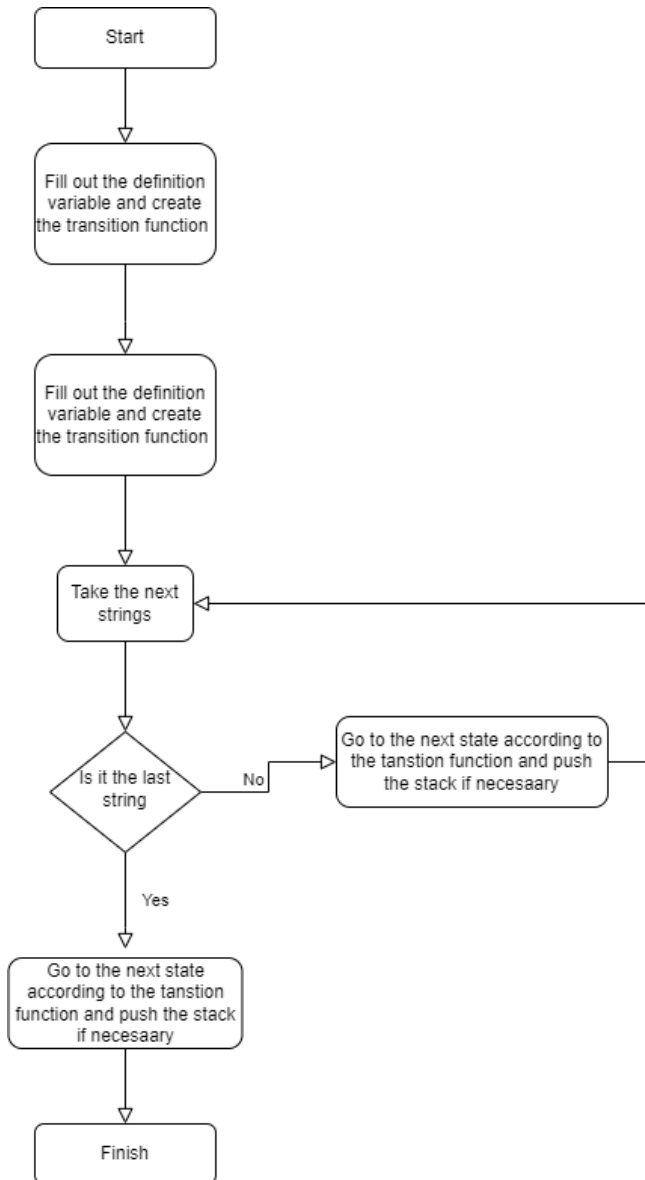 Start
Fill out the definition
variable and create
the transition function
Fill out the definition
variable and create
the transition function
Take the next
strings
Is it the last
string
No
Go to the next state according to
the tanstion function and push
the stack if necesaary
Yes
Go to the next state
according to the tanstion
function and push the stack
if necesaary
Finish